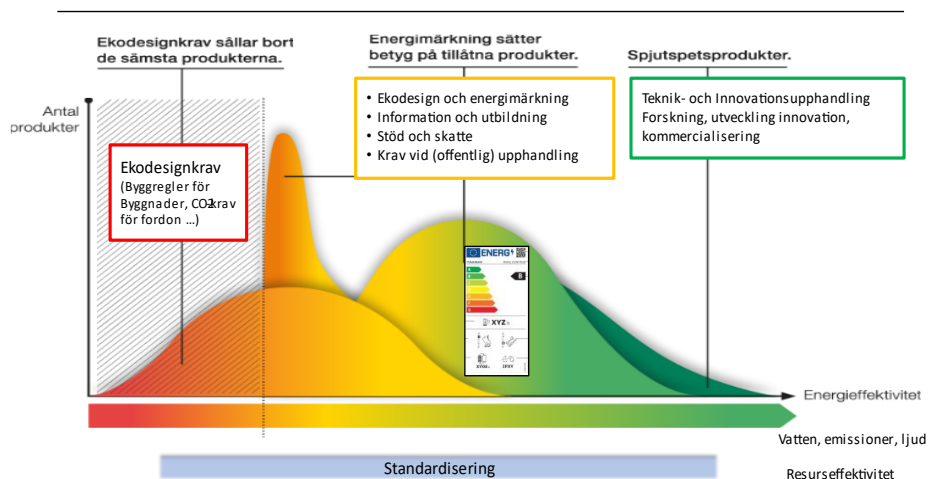 Ekodesignkrav sållar bort
de sämsta produkterna.
Energimärkning sätter
betyg på tillåtna produkter.
Spjutspetsprodukter.
Antal
produkter
Ekodesignkrav
(Byggregler för
Byggnader, CO2-krav
för fordon …)
• Ekodesign och energimärkning
• Information och utbildning
• Stöd och skatte
• Krav vid (offentlig) upphandling
Teknik- och Innovationsupphandling
Forskning, utveckling innovation,
kommercialisering
ENERG
B
XYZ
Energieffektivitet
Vatten, emissioner, ljud
Standardisering
Resurseffektivitet